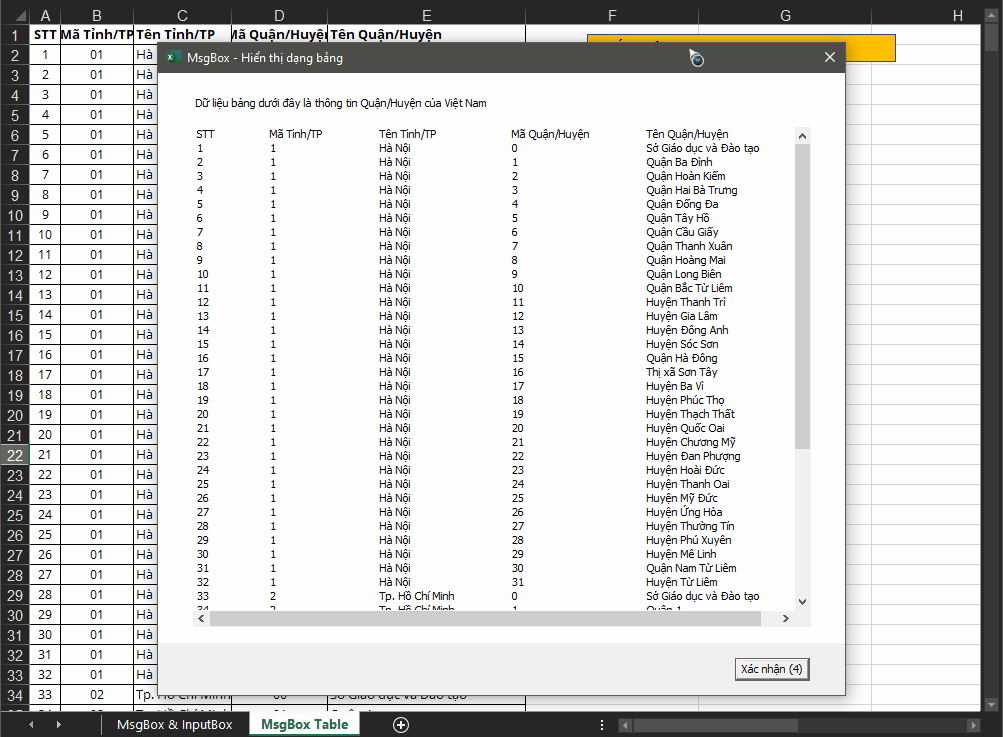 A B C D E F G H
1 STT Mã Tỉnh/TP Tên Tỉnh/TP Mã Quận/Huyện Tên Quận/Huyện
2 1 01 Hà
3 2 01 Hà
4 3 01 Hà
5 4 01 Hà
6 5 01 Hà
7 6 01 Hà
8 7 01 Hà
9 8 01 Hà
10 9 01 Hà
11 10 01 Hà
12 11 01 Hà
13 12 01 Hà
14 13 01 Hà
15 14 01 Hà
16 15 01 Hà
17 16 01 Hà
18 17 01 Hà
19 18 01 Hà
20 19 01 Hà
21 20 01 Hà
22 21 01 Hà
23 22 01 Hà
24 23 01 Hà
25 24 01 Hà
26 25 01 Hà
27 26 01 Hà
28 27 01 Hà
29 28 01 Hà
30 29 01 Hà
31 30 01 Hà
32 31 01 Hà
33 32 01 Hà
34 33 02 Tp. Hồ Chí Minh 00 Sở Giáo dục và Đào tạo
MsgBox - Hiển thị dạng bảng
Dữ liệu bảng dưới đây là thông tin Quận/Huyện của Việt Nam
STT Mã Tỉnh/TP Tên Tỉnh/TP Mã Quận/Huyện Tên Quận/Huyện
1 1 Hà Nội 0 Sở Giáo dục và Đào tạo
2 1 Hà Nội 1 Quận Ba Đình
3 1 Hà Nội 2 Quận Hoàn Kiếm
4 1 Hà Nội 3 Quận Hai Bà Trưng
5 1 Hà Nội 4 Quận Đống Đa
6 1 Hà Nội 5 Quận Tây Hồ
7 1 Hà Nội 6 Quận Cầu Giấy
8 1 Hà Nội 7 Quận Thanh Xuân
9 1 Hà Nội 8 Quận Hoàng Mai
10 1 Hà Nội 9 Quận Long Biên
11 1 Hà Nội 10 Quận Bắc Từ Liêm
12 1 Hà Nội 11 Huyện Thanh Trì
13 1 Hà Nội 12 Huyện Gia Lâm
14 1 Hà Nội 13 Huyện Đông Anh
15 1 Hà Nội 14 Huyện Sóc Sơn
16 1 Hà Nội 15 Quận Hà Đông
17 1 Hà Nội 16 Thị xã Sơn Tây
18 1 Hà Nội 17 Huyện Ba Vì
19 1 Hà Nội 18 Huyện Phúc Thọ
20 1 Hà Nội 19 Huyện Thạch Thất
21 1 Hà Nội 20 Huyện Quốc Oai
22 1 Hà Nội 21 Huyện Chương Mỹ
23 1 Hà Nội 22 Huyện Đan Phượng
24 1 Hà Nội 23 Huyện Hoài Đức
25 1 Hà Nội 24 Huyện Thanh Oai
26 1 Hà Nội 25 Huyện Mỹ Đức
27 1 Hà Nội 26 Huyện Ứng Hòa
28 1 Hà Nội 27 Huyện Thường Tín
29 1 Hà Nội 28 Huyện Phú Xuyên
30 1 Hà Nội 29 Huyện Mê Linh
31 1 Hà Nội 30 Quận Nam Từ Liêm
32 1 Hà Nội 31 Huyện Từ Liêm
33 2 Tp. Hồ Chí Minh 0 Sở Giáo dục và Đào tạo
34 2 Tp. Hồ Chí Minh 1 Quận 1
Xác nhận (4)
MsgBox & InputBox MsgBox Table